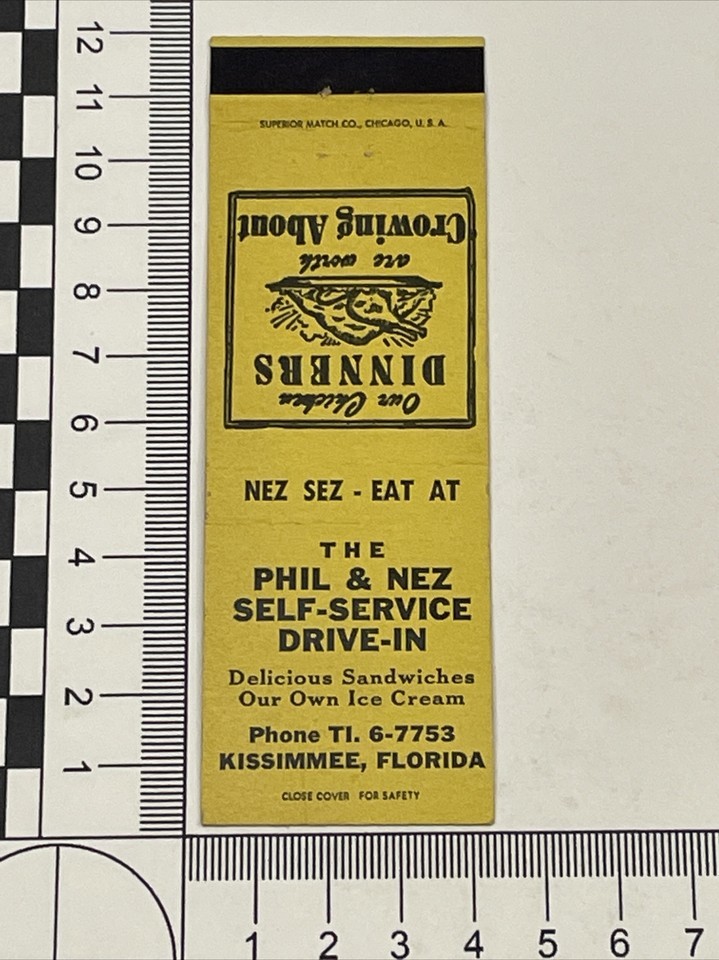 SUPERIOR MATCH CO., CHICAGO, U. S. A.
Our Chicken
DINNERS
are worth
Crowing About
NEZ SEZ - EAT AT
THE
PHIL & NEZ
SELF-SERVICE
DRIVE-IN
Delicious Sandwiches
Our Own Ice Cream
Phone TI. 6-7753
KISSIMMEE, FLORIDA
CLOSE COVER FOR SAFETY
12
11
10
9
8
7
6
5
4
3
2
1
1 2 3 4 5 6 7